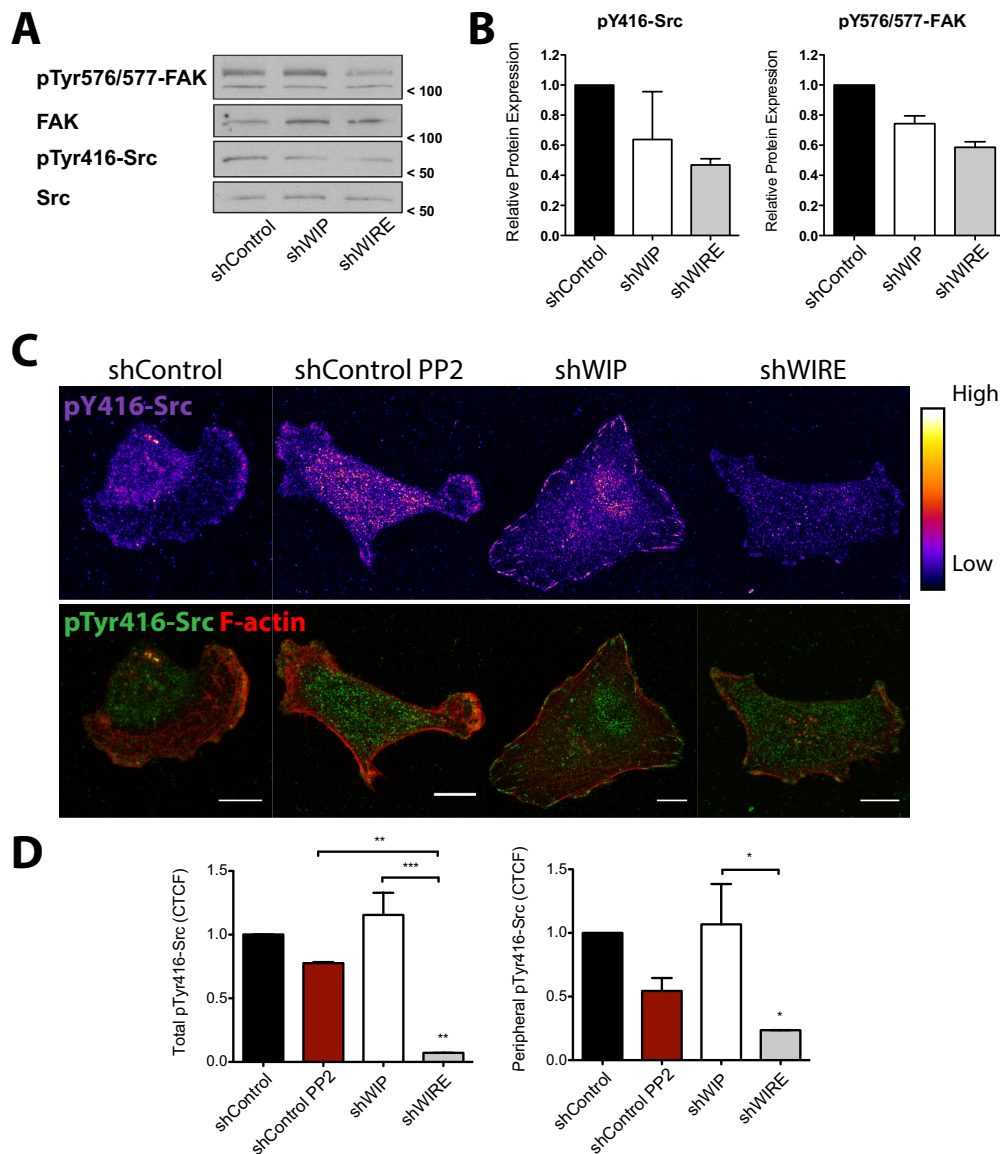 A
pTyr576/577-FAK
< 100
FAK
< 100
pTyr416-Src
< 50
Src
< 50
shControl
shWIP
shWIRE
B
pY416-Src
Relative Protein Expression
1.2
1.0
0.8
0.6
0.4
0.2
0.0
shControl
shWIP
shWIRE
pY576/577-FAK
Relative Protein Expression
1.2
1.0
0.8
0.6
0.4
0.2
0.0
shControl
shWIP
shWIRE
C
shControl
shControl PP2
shWIP
shWIRE
pY416-Src
High
Low
pTyr416-Src F-actin
D
Total pTyr416-Src (CTCF)
1.5
1.0
0.5
0.0
**
***
**
shControl
shControl PP2
shWIP
shWIRE
Peripheral pTyr416-Src (CTCF)
1.5
1.0
0.5
0.0
*
*
shControl
shControl PP2
shWIP
shWIRE